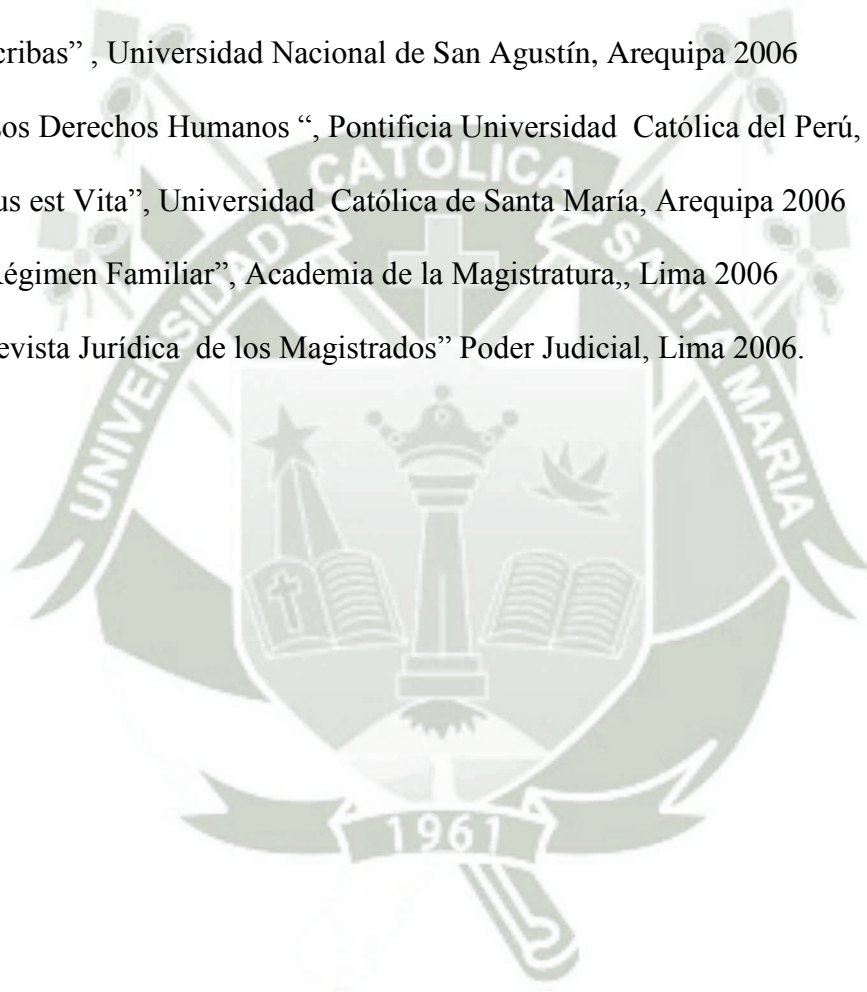 cribas” , Universidad Nacional de San Agustín, Arequipa 2006
os Derechos Humanos “, Pontificia Universidad Católica del Perú,
us est Vita”, Universidad Católica de Santa María, Arequipa 2006
égimen Familiar”, Academia de la Magistratura,, Lima 2006
evista Jurídica de los Magistrados” Poder Judicial, Lima 2006.
UNIVERSIDAD CATOLICA SANTA MARIA
1961